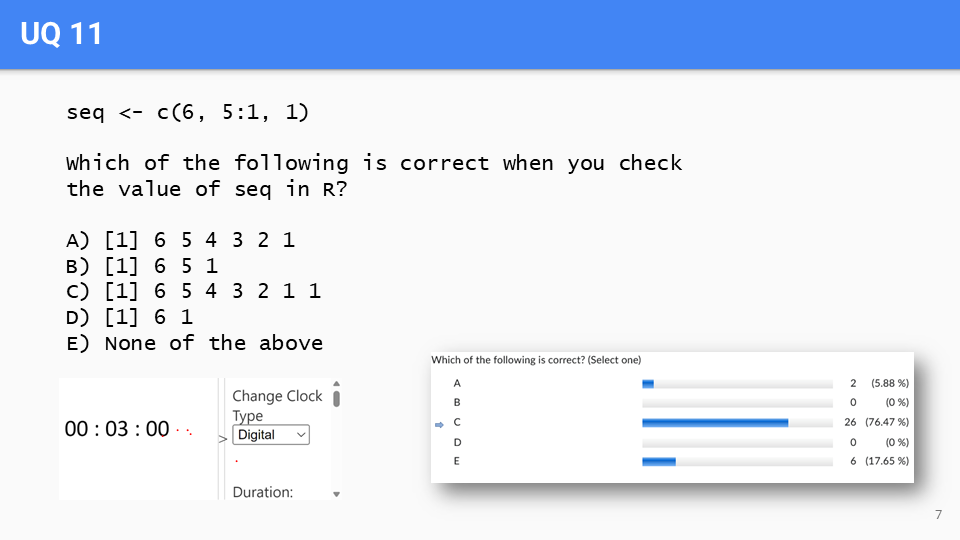 UQ 11
seq <- c(6, 5:1, 1)
Which of the following is correct when you check
the value of seq in R?
A) [1] 6 5 4 3 2 1
B) [1] 6 5 1
C) [1] 6 5 4 3 2 1 1
D) [1] 6 1
E) None of the above
00 : 03 : 00
>
Change Clock
Type
Digital
Duration:
Which of the following is correct? (Select one)
A 2 (5.88 %)
B 0 (0 %)
C 26 (76.47 %)
D 0 (0 %)
E 6 (17.65 %)
7